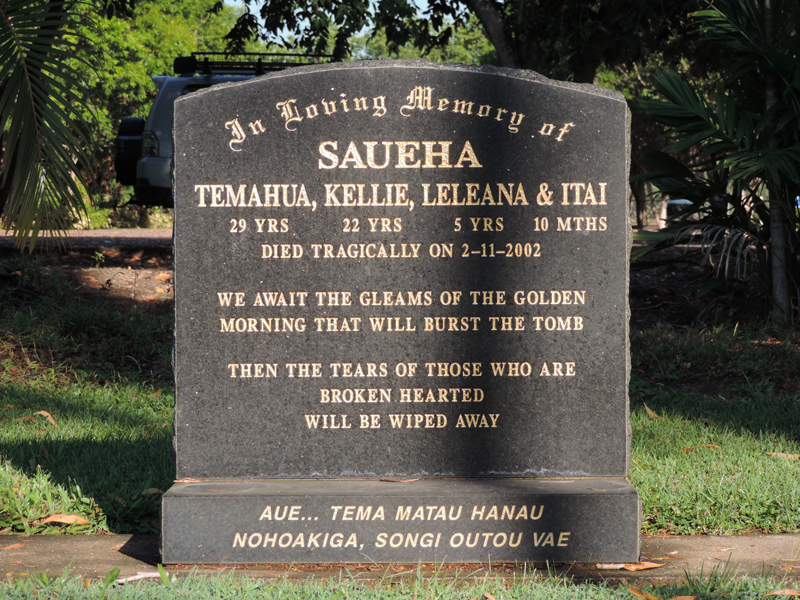 In Loving Memory of
SAUEHA
TEMAHUA, KELLIE, LELEANA & ITAI
29 YRS 22 YRS 5 YRS 10 MTHS
DIED TRAGICALLY ON 2-11-2002
WE AWAIT THE GLEAMS OF THE GOLDEN
MORNING THAT WILL BURST THE TOMB
THEN THE TEARS OF THOSE WHO ARE
BROKEN HEARTED
WILL BE WIPED AWAY
AUE... TEMA MATAU HANAU
NOHOAKIGA, SONGI OUTOU VAE